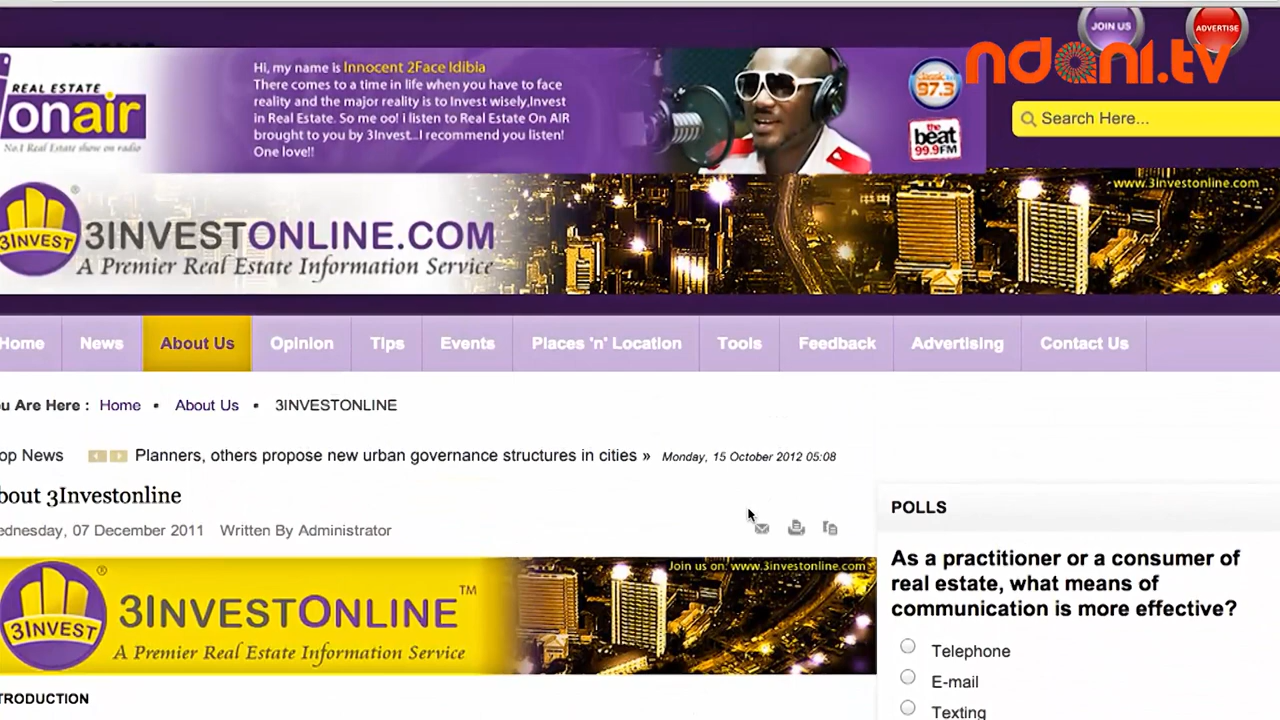 JOIN US
ADVERTISE
ndani.tv
REAL ESTATE
onair
No.1 Real Estate show on radio
Hi, my name is Innocent 2Face Idibia
There comes to a time in life when you have to face
reality and the major reality is to Invest wisely,Invest
in Real Estate. So me oo! i listen to Real Estate On AIR
brought to you by 3Invest...I recommend you listen!
One love!!
classic
97.3
the
beat
99.9FM
Search Here...
www.3investonline.com
3INVEST
®
3INVESTONLINE.COM
A Premier Real Estate Information Service
Home
News
About Us
Opinion
Tips
Events
Places 'n' Location
Tools
Feedback
Advertising
Contact Us
u Are Here : Home • About Us • 3INVESTONLINE
op News Planners, others propose new urban governance structures in cities » Monday, 15 October 2012 05:08
bout 3Investonline
ednesday, 07 December 2011 Written By Administrator
3INVEST
®
3INVESTONLINE™
A Premier Real Estate Information Service
Join us on: www.3investonline.com
TRODUCTION
POLLS
As a practitioner or a consumer of
real estate, what means of
communication is more effective?
Telephone
E-mail
Texting